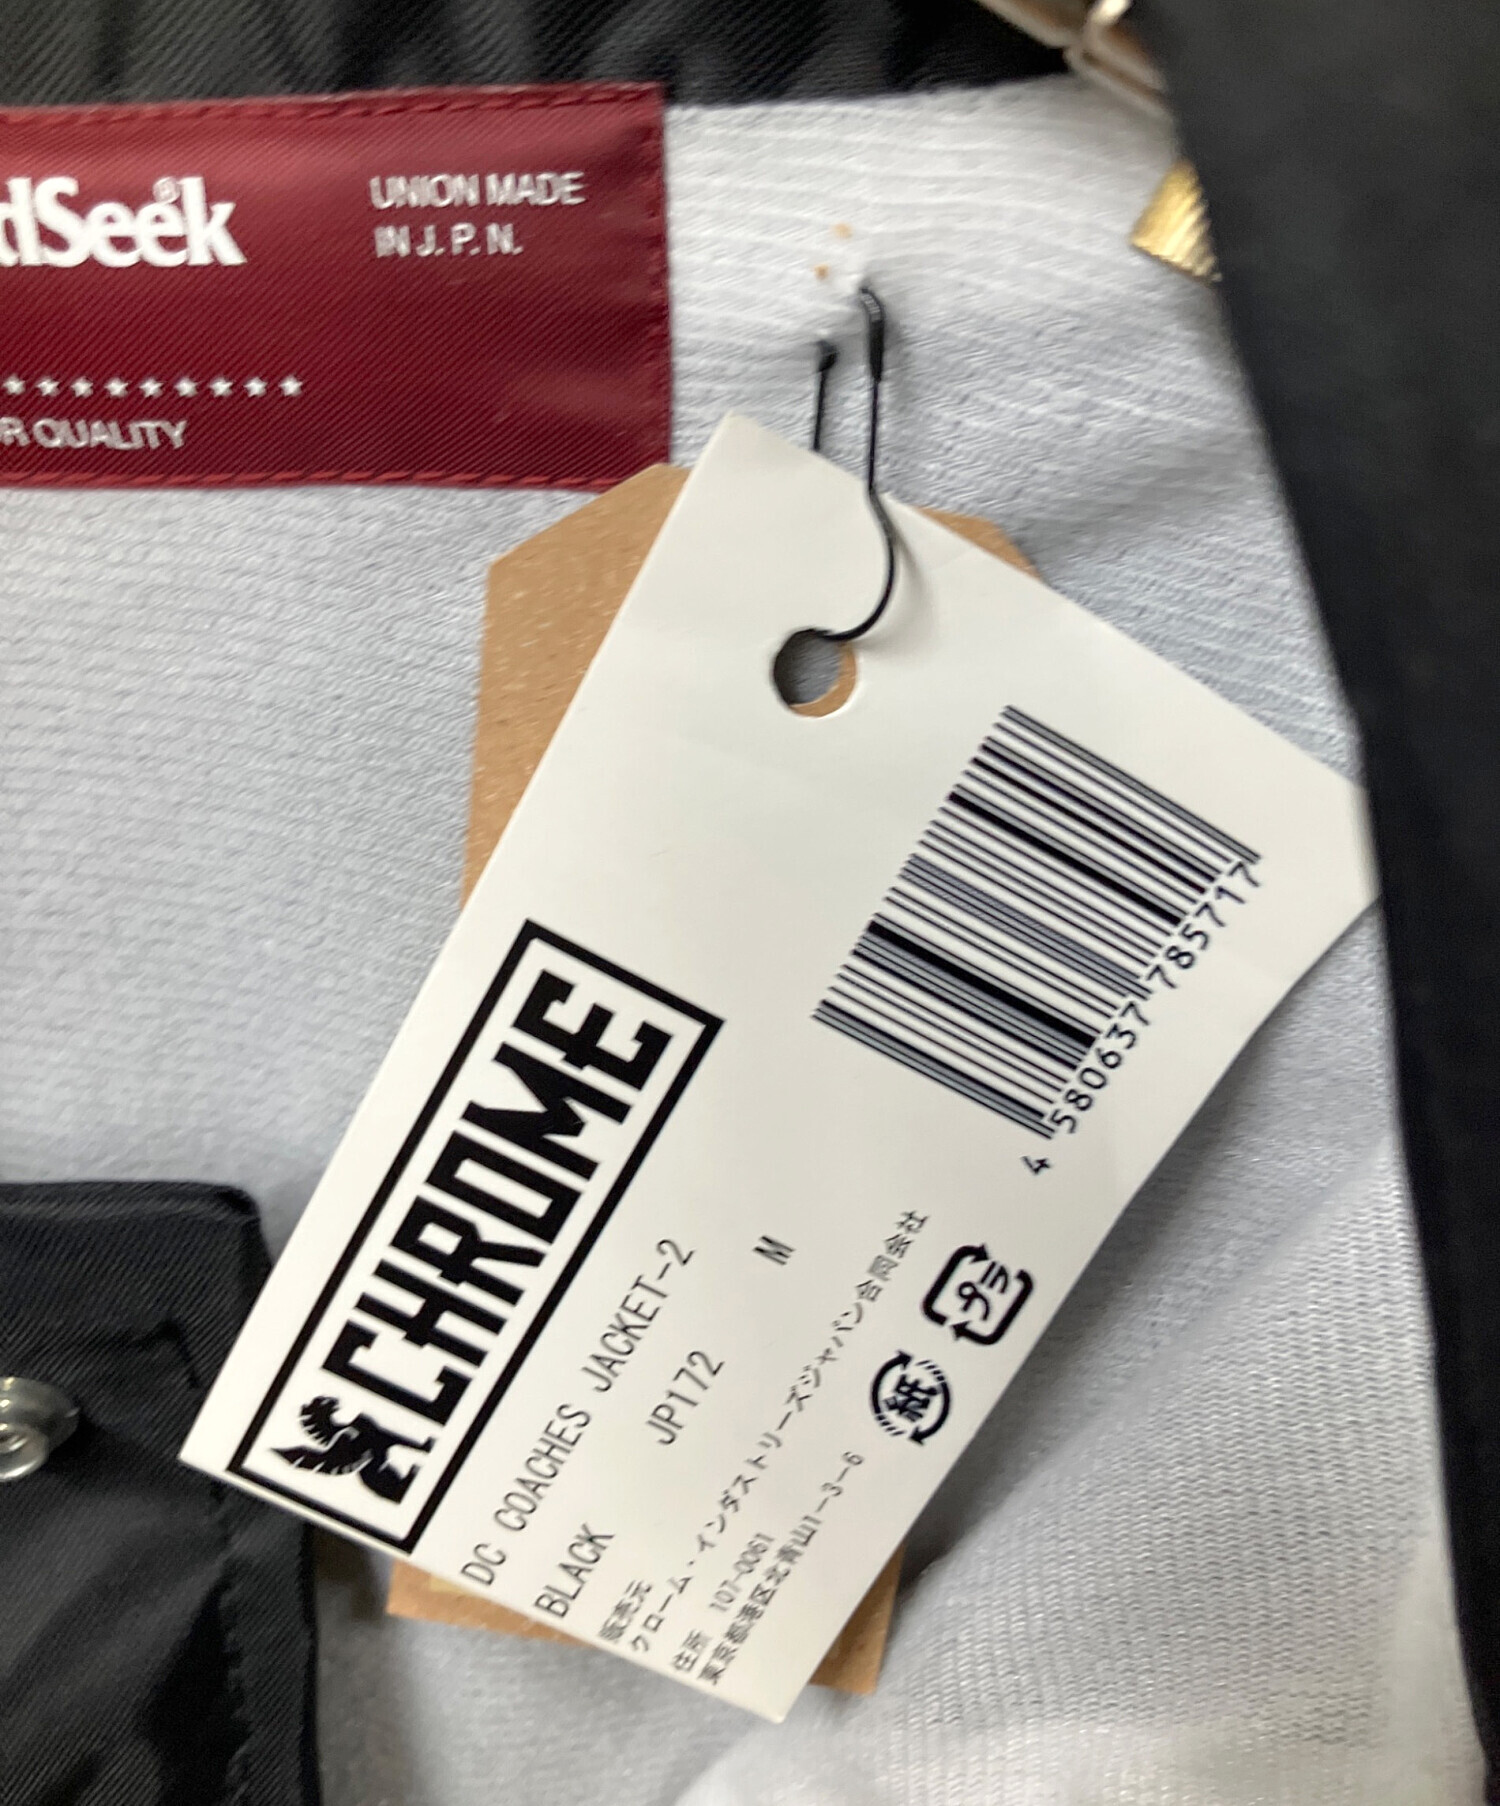 dSeek®
UNION MADE
IN J. P. N.
★★★★★★★★★★
R QUALITY
CHROME
DC COACHES JACKET-2
BLACK JP172 M
販売元
クローム・インダストリーズジャパン合同会社
住所 107-0061
東京都港区北青山1-3-6
紙
プラ
4 580637 785717